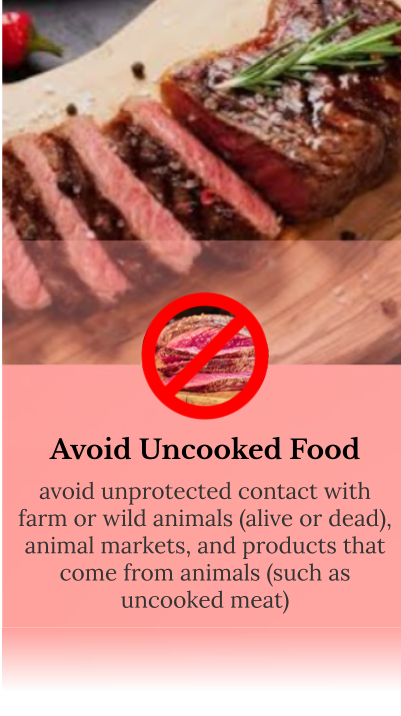 Avoid Uncooked Food
avoid unprotected contact with
farm or wild animals (alive or dead),
animal markets, and products that
come from animals (such as
uncooked meat)